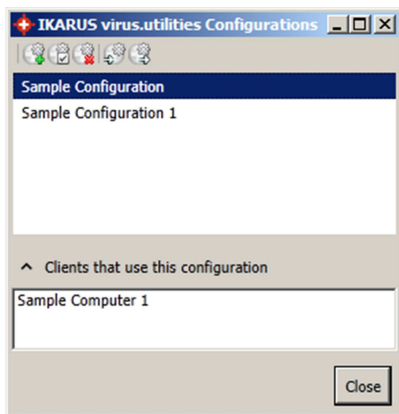 IKARUS virus.utilities Configurations
Sample Configuration
Sample Configuration 1
Clients that use this configuration
Sample Computer 1
Close